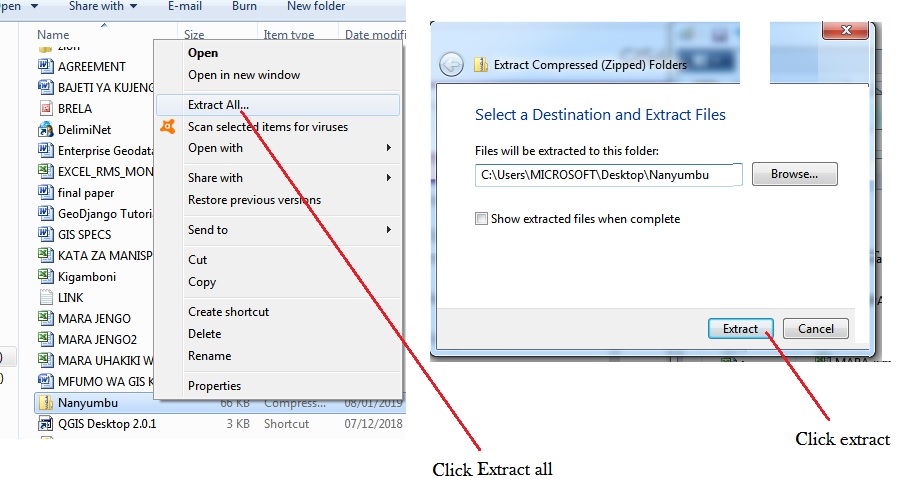 pen Share with E-mail Burn New folder
Name Size Item type Date modifi
zion
AGREEMENT
BAJETI YA KUJENG
BRELA
DelimiNet
Enterprise Geodata
EXCEL_RMS_MON
final paper
GeoDjango Tutoria
GIS SPECS
KATA ZA MANISP
Kigamboni
LINK
MARA JENGO
MARA JENGO2
MARA UHAKIKI W
MFUMO WA GIS K
Nanyumbu 66 KB Compress... 08/01/2019
QGIS Desktop 2.0.1 3 KB Shortcut 07/12/2018
Open
Open in new window
Extract All...
Scan selected items for viruses
Open with
Share with
Restore previous versions
Send to
Cut
Copy
Create shortcut
Delete
Rename
Properties
Click Extract all
Extract Compressed (Zipped) Folders
Select a Destination and Extract Files
Files will be extracted to this folder:
C:\Users\MICROSOFT\Desktop\Nanyumbu Browse...
Show extracted files when complete
Extract Cancel
Click extract